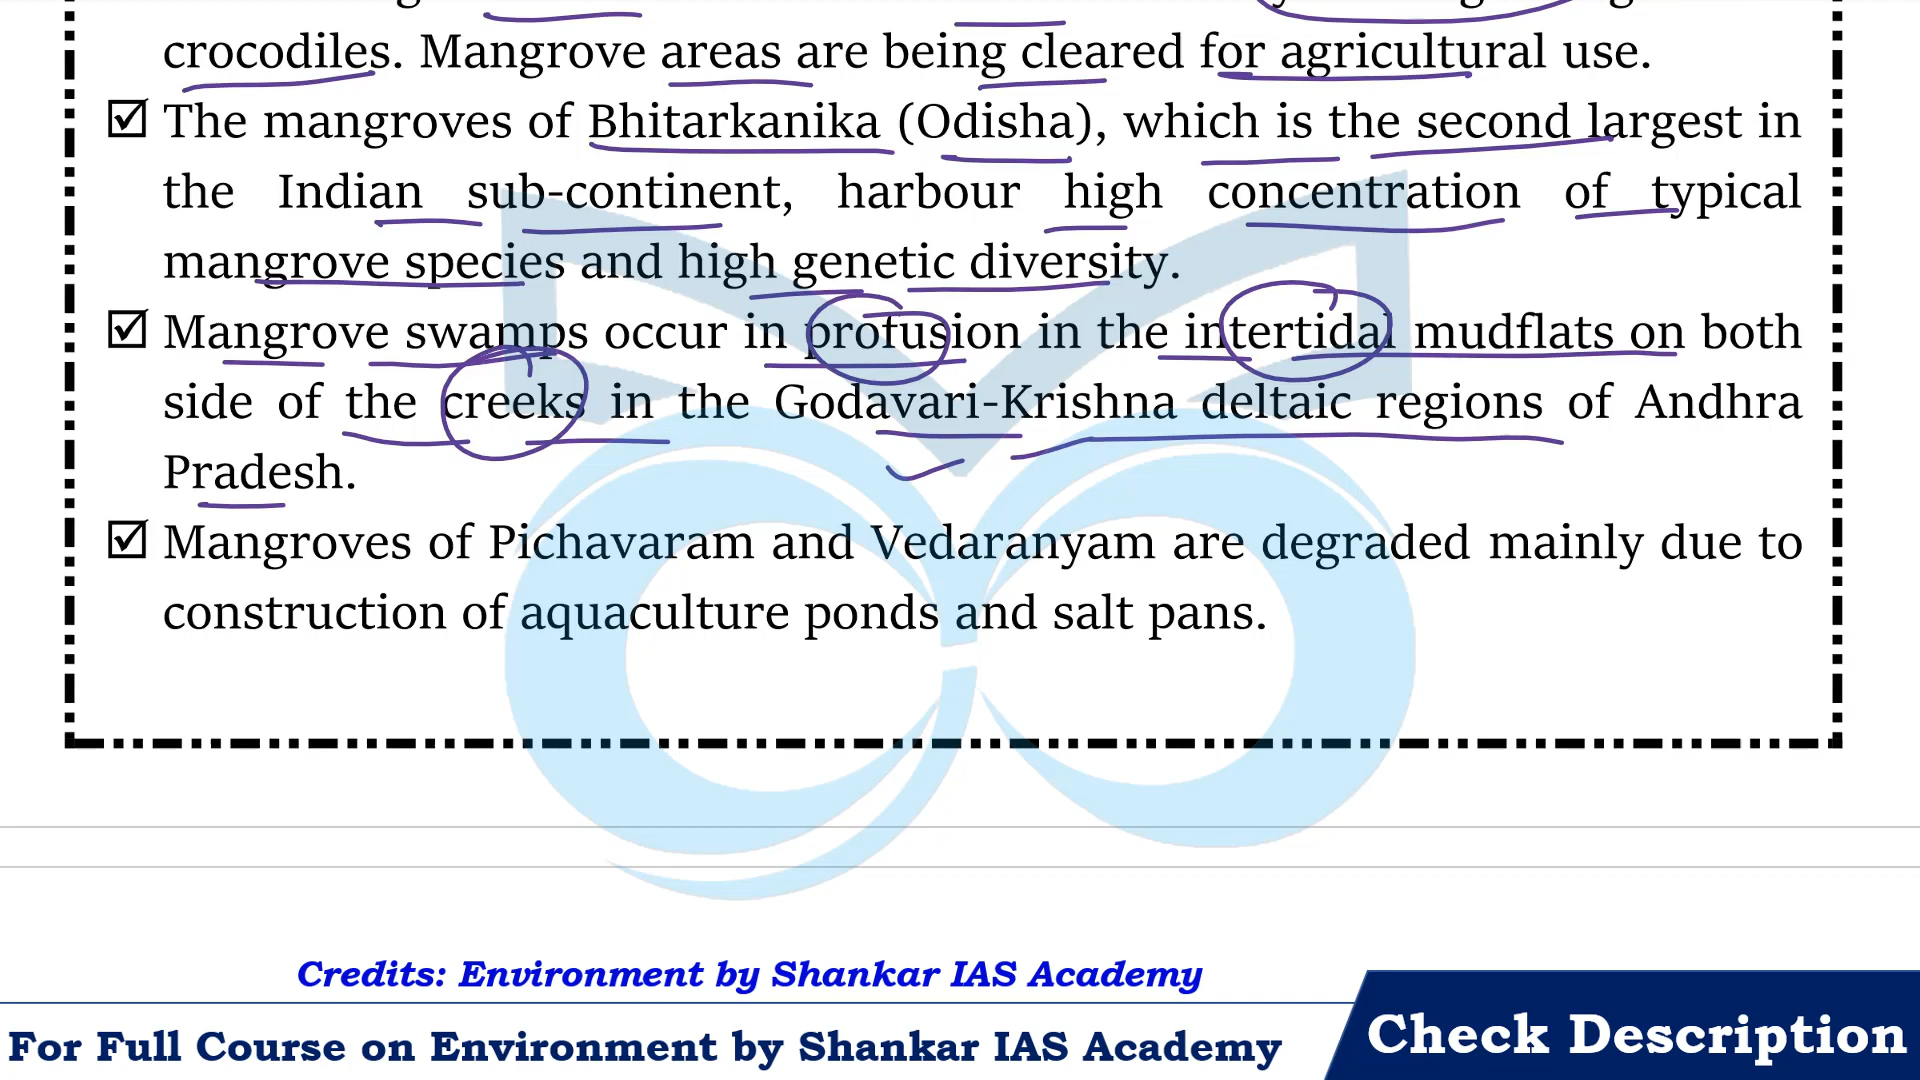 crocodiles. Mangrove areas are being cleared for agricultural use.
☑ The mangroves of Bhitarkanika (Odisha), which is the second largest in
the Indian sub-continent, harbour high concentration of typical
mangrove species and high genetic diversity.
☑ Mangrove swamps occur in profusion in the intertidal mudflats on both
side of the creeks in the Godavari-Krishna deltaic regions of Andhra
Pradesh.
☑ Mangroves of Pichavaram and Vedaranyam are degraded mainly due to
construction of aquaculture ponds and salt pans.
Credits: Environment by Shankar IAS Academy
For Full Course on Environment by Shankar IAS Academy
Check Description